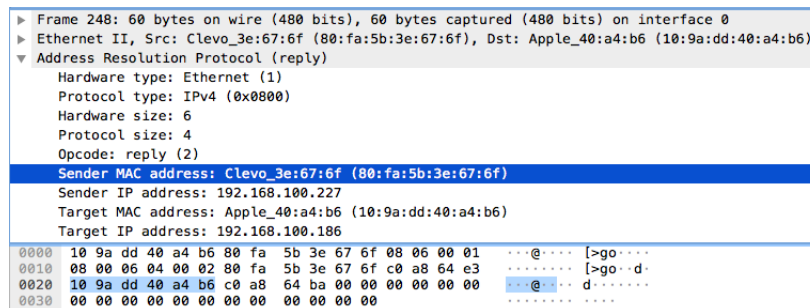 Frame 248: 60 bytes on wire (480 bits), 60 bytes captured (480 bits) on interface 0
Ethernet II, Src: Clevo_3e:67:6f (80:fa:5b:3e:67:6f), Dst: Apple_40:a4:b6 (10:9a:dd:40:a4:b6)
Address Resolution Protocol (reply)
Hardware type: Ethernet (1)
Protocol type: IPv4 (0x0800)
Hardware size: 6
Protocol size: 4
Opcode: reply (2)
Sender MAC address: Clevo_3e:67:6f (80:fa:5b:3e:67:6f)
Sender IP address: 192.168.100.227
Target MAC address: Apple_40:a4:b6 (10:9a:dd:40:a4:b6)
Target IP address: 192.168.100.186
0000 10 9a dd 40 a4 b6 80 fa 5b 3e 67 6f 08 06 00 01 ···@···· [>go····
0010 08 00 06 04 00 02 80 fa 5b 3e 67 6f c0 a8 64 e3 ········ [>go··d·
0020 10 9a dd 40 a4 b6 c0 a8 64 ba 00 00 00 00 00 00 ···@···· d·······
0030 00 00 00 00 00 00 00 00 00 00 00 00 ········ ····